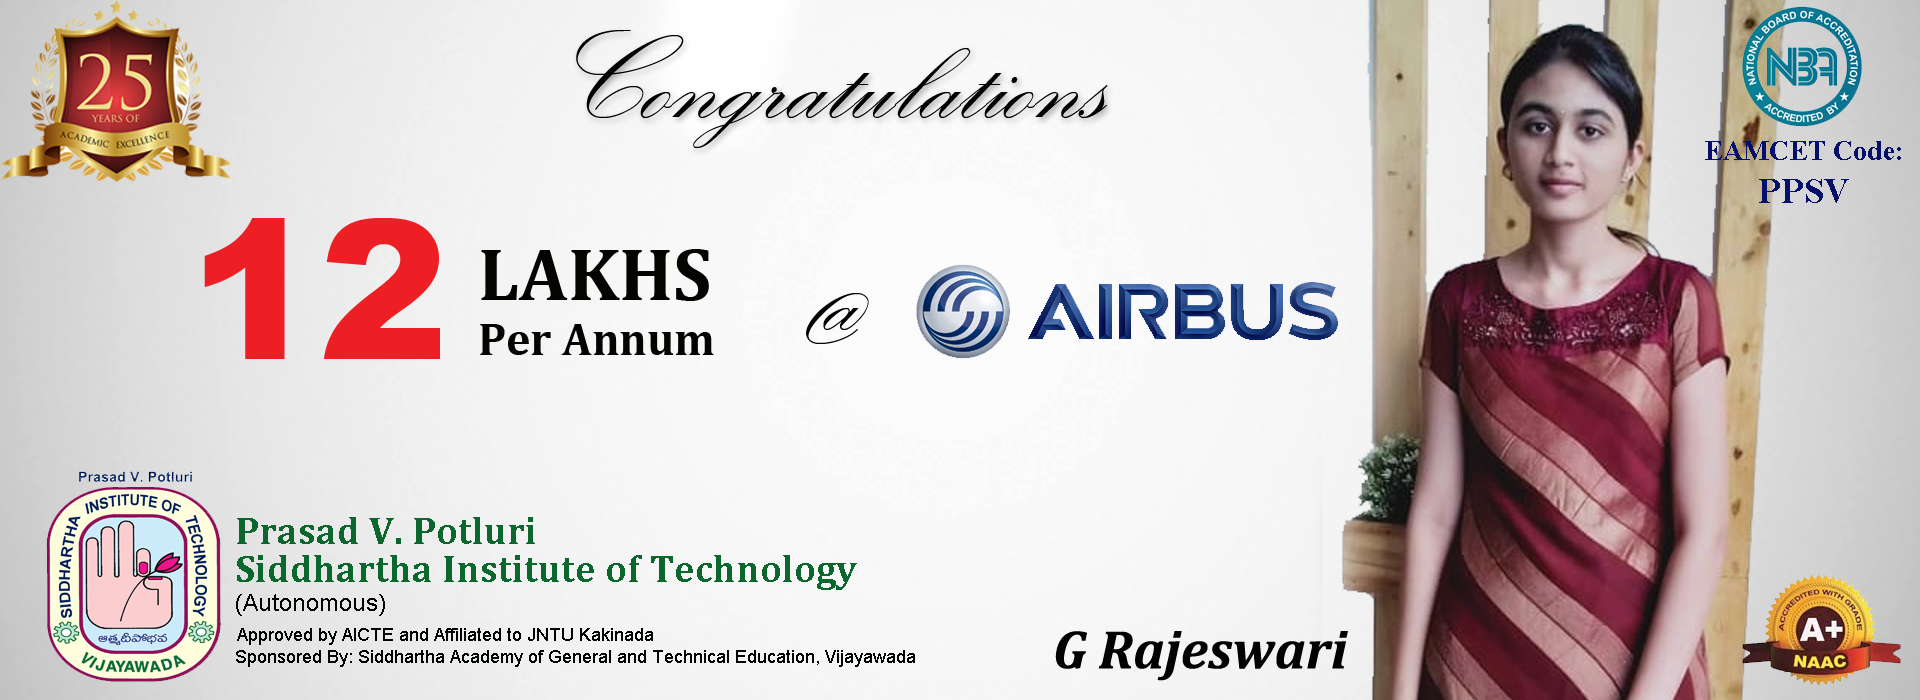 25
YEARS OF
ACADEMIC EXCELLENCE
Congratulations
NATIONAL BOARD OF ACCREDITATION
NBA
★ ACCREDITED BY ★
EAMCET Code:
PPSV
12
LAKHS
Per Annum
@
AIRBUS
Prasad V. Potluri
SIDDHARTHA INSTITUTE OF TECHNOLOGY
ఆత్మదీపోభవ
VIJAYAWADA
Prasad V. Potluri
Siddhartha Institute of Technology
(Autonomous)
Approved by AICTE and Affiliated to JNTU Kakinada
Sponsored By: Siddhartha Academy of General and Technical Education, Vijayawada
G Rajeswari
ACCREDITED WITH GRADE
A+
NAAC